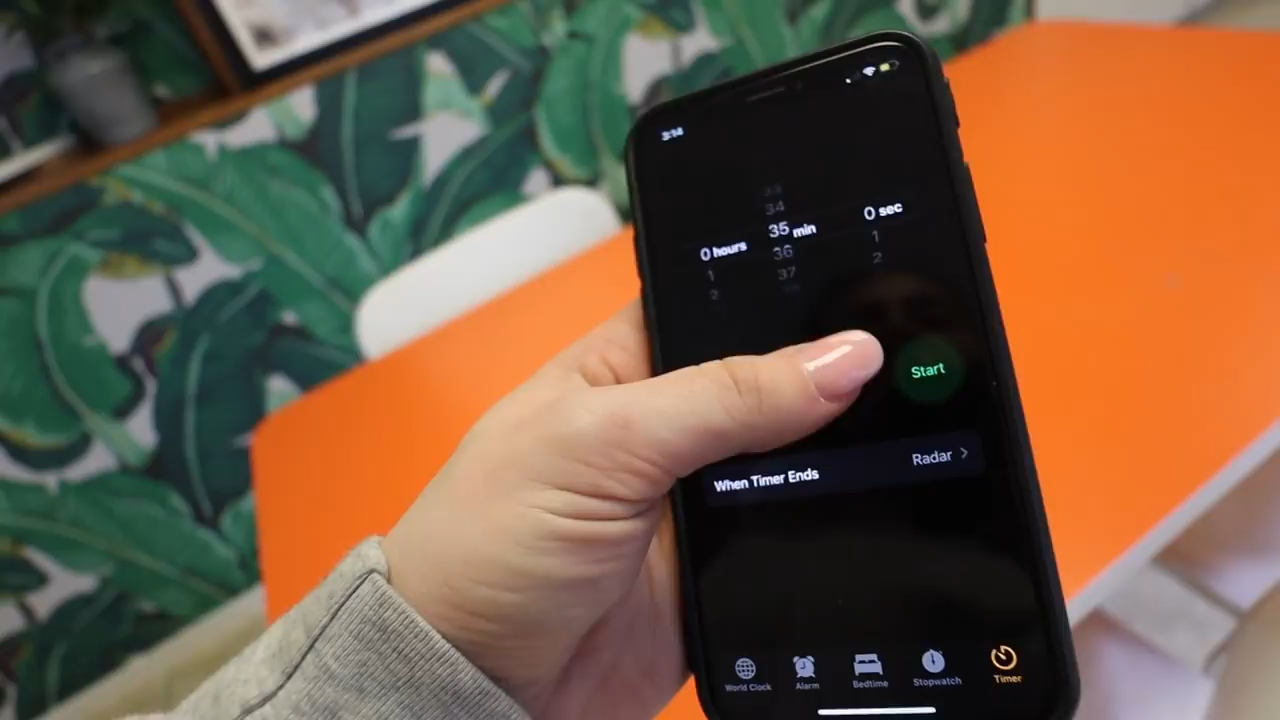 3:14
33
34
0 hours 35 min 0 sec
1 36 1
2 37 2
Start
When Timer Ends Radar
World Clock Alarm Bedtime Stopwatch Timer